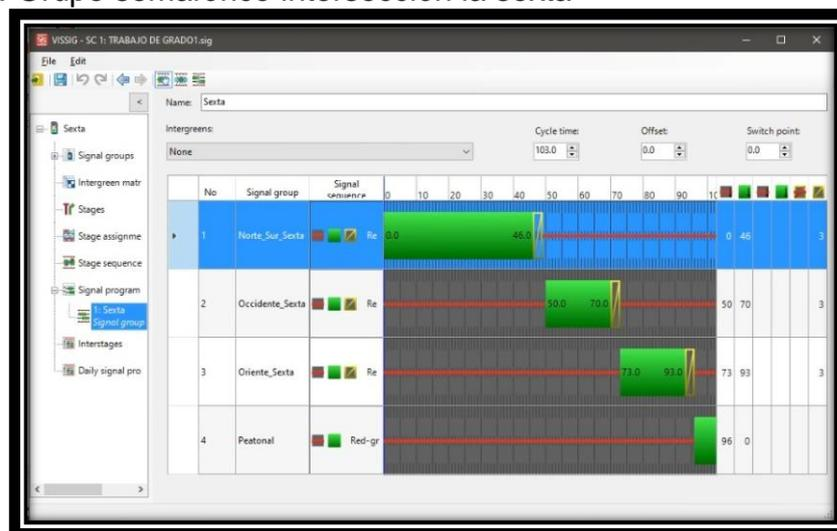 Grupo semafórico Intersección la sexta
VISSIG - SC 1: TRABAJO DE GRADO1.sig
File Edit
Name: Sexta
Intergreens: Cycle time: Offset: Switch point:
None 103.0 0.0 0.0
Sexta
Signal groups
Intergreen matr
Stages
Stage assignme
Stage sequence
Signal program
1: Sexta
Signal group
Interstages
Daily signal pro
No Signal group Signal sequence 0 10 20 30 40 50 60 70 80 90 10
1 Norte_Sur_Sexta Re 0.0 46.0 0 46 3
2 Occidente_Sexta Re 50.0 70.0 50 70 3
3 Oriente_Sexta Re 73.0 93.0 73 93 3
4 Peatonal Red-gr 96 0